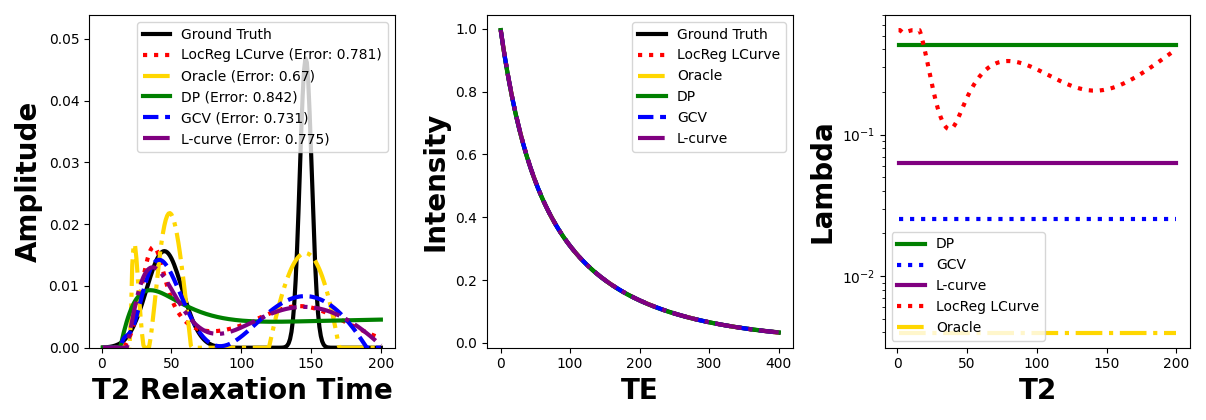 Amplitude
0.05
0.04
0.03
0.02
0.01
0.00
Ground Truth
LocReg LCurve (Error: 0.781)
Oracle (Error: 0.67)
DP (Error: 0.842)
GCV (Error: 0.731)
L-curve (Error: 0.775)
0 50 100 150 200
T2 Relaxation Time
Intensity
1.0
0.8
0.6
0.4
0.2
0.0
Ground Truth
LocReg LCurve
Oracle
DP
GCV
L-curve
0 100 200 300 400
TE
Lambda
10⁻¹
10⁻²
DP
GCV
L-curve
LocReg LCurve
Oracle
0 50 100 150 200
T2